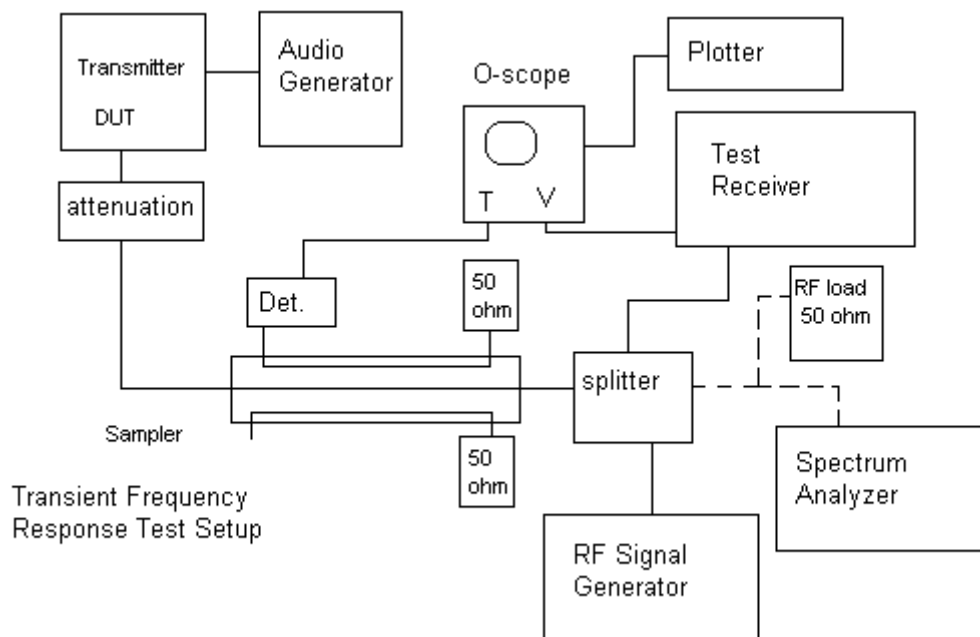 Transmitter
DUT
Audio
Generator
O-scope
Plotter
T V
Test
Receiver
attenuation
Det.
50
ohm
RF load
50 ohm
splitter
Sampler
50
ohm
Spectrum
Analyzer
Transient Frequency
Response Test Setup
RF Signal
Generator